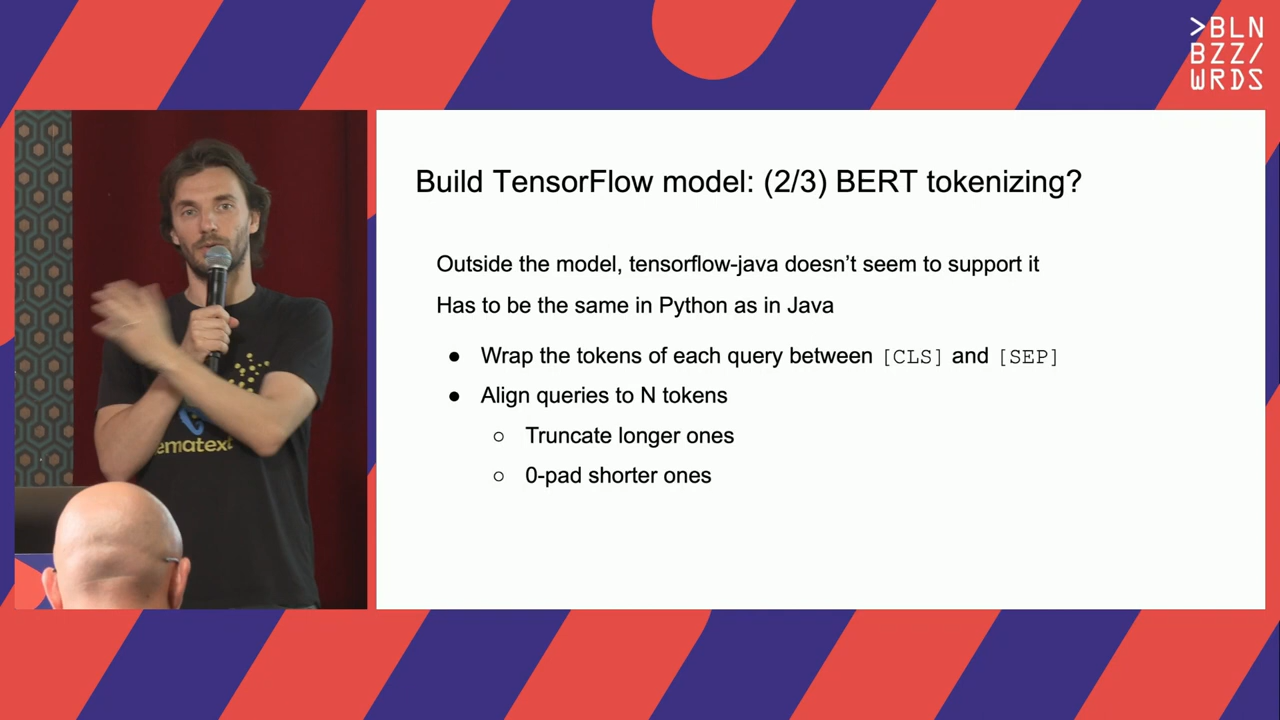 >BLN
BZZ/
WRDS
Build TensorFlow model: (2/3) BERT tokenizing?
Outside the model, tensorflow-java doesn't seem to support it
Has to be the same in Python as in Java
● Wrap the tokens of each query between [CLS] and [SEP]
● Align queries to N tokens
○ Truncate longer ones
○ 0-pad shorter ones
ematext